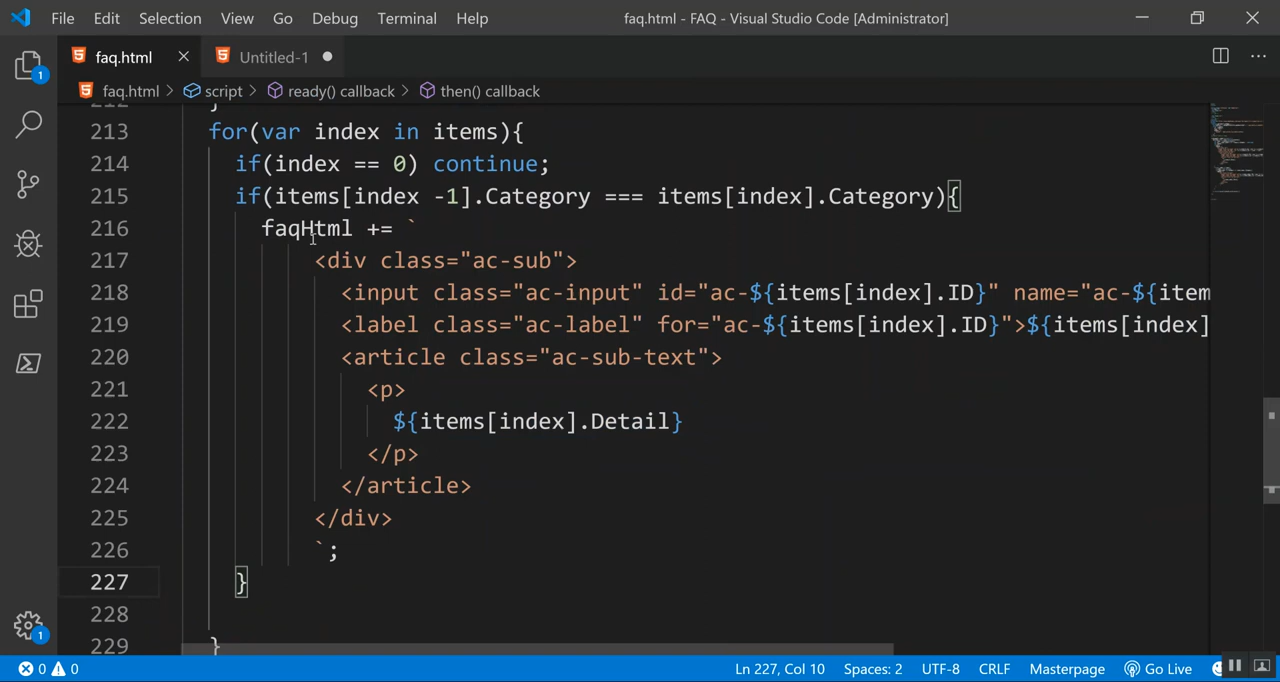 File Edit Selection View Go Debug Terminal Help faq.html - FAQ - Visual Studio Code [Administrator]
faq.html Untitled-1
faq.html > script > ready() callback > then() callback
213 for(var index in items){
214 if(index == 0) continue;
215 if(items[index -1].Category === items[index].Category){
216 faqHtml += `
217 <div class="ac-sub">
218 <input class="ac-input" id="ac-${items[index].ID}" name="ac-${item
219 <label class="ac-label" for="ac-${items[index].ID}">${items[index]
220 <article class="ac-sub-text">
221 <p>
222 ${items[index].Detail}
223 </p>
224 </article>
225 </div>
226 `;
227 }
228
229 }
1
1
0 0 Ln 227, Col 10 Spaces: 2 UTF-8 CRLF Masterpage Go Live